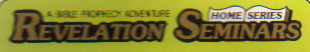 A BIBLE PROPHECY ADVENTURE
HOME SERIES
REVELATION SEMINARS